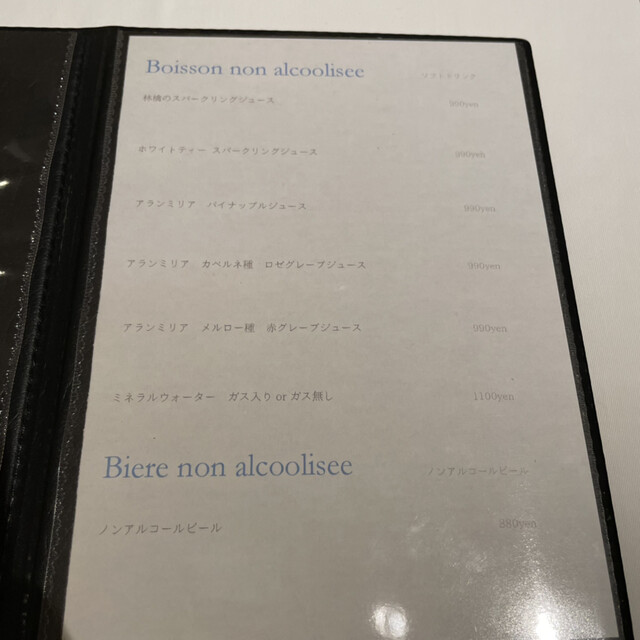 Boisson non alcoolisee ソフトドリンク
林檎のスパークリングジュース 990yen
ホワイトティー スパークリングジュース 990yen
アランミリア パイナップルジュース 990yen
アランミリア カベルネ種 ロゼグレープジュース 990yen
アランミリア メルロー種 赤グレープジュース 990yen
ミネラルウォーター ガス入り or ガス無し 1100yen
Biere non alcoolisee ノンアルコールビール
ノンアルコールビール 880yen